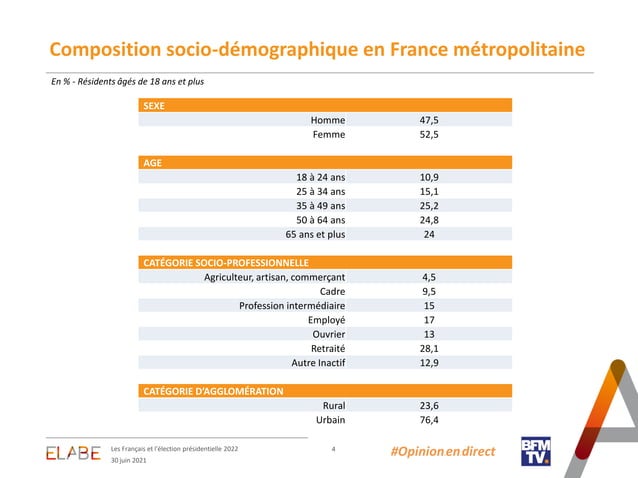 Composition socio-démographique en France métropolitaine
En % - Résidents âgés de 18 ans et plus
SEXE
Homme 47,5
Femme 52,5
AGE
18 à 24 ans 10,9
25 à 34 ans 15,1
35 à 49 ans 25,2
50 à 64 ans 24,8
65 ans et plus 24
CATÉGORIE SOCIO-PROFESSIONNELLE
Agriculteur, artisan, commerçant 4,5
Cadre 9,5
Profession intermédiaire 15
Employé 17
Ouvrier 13
Retraité 28,1
Autre Inactif 12,9
CATÉGORIE D'AGGLOMÉRATION
Rural 23,6
Urbain 76,4
ELABE
Les Français et l'élection présidentielle 2022
30 juin 2021
4
#Opinionendirect
BFM
TV.